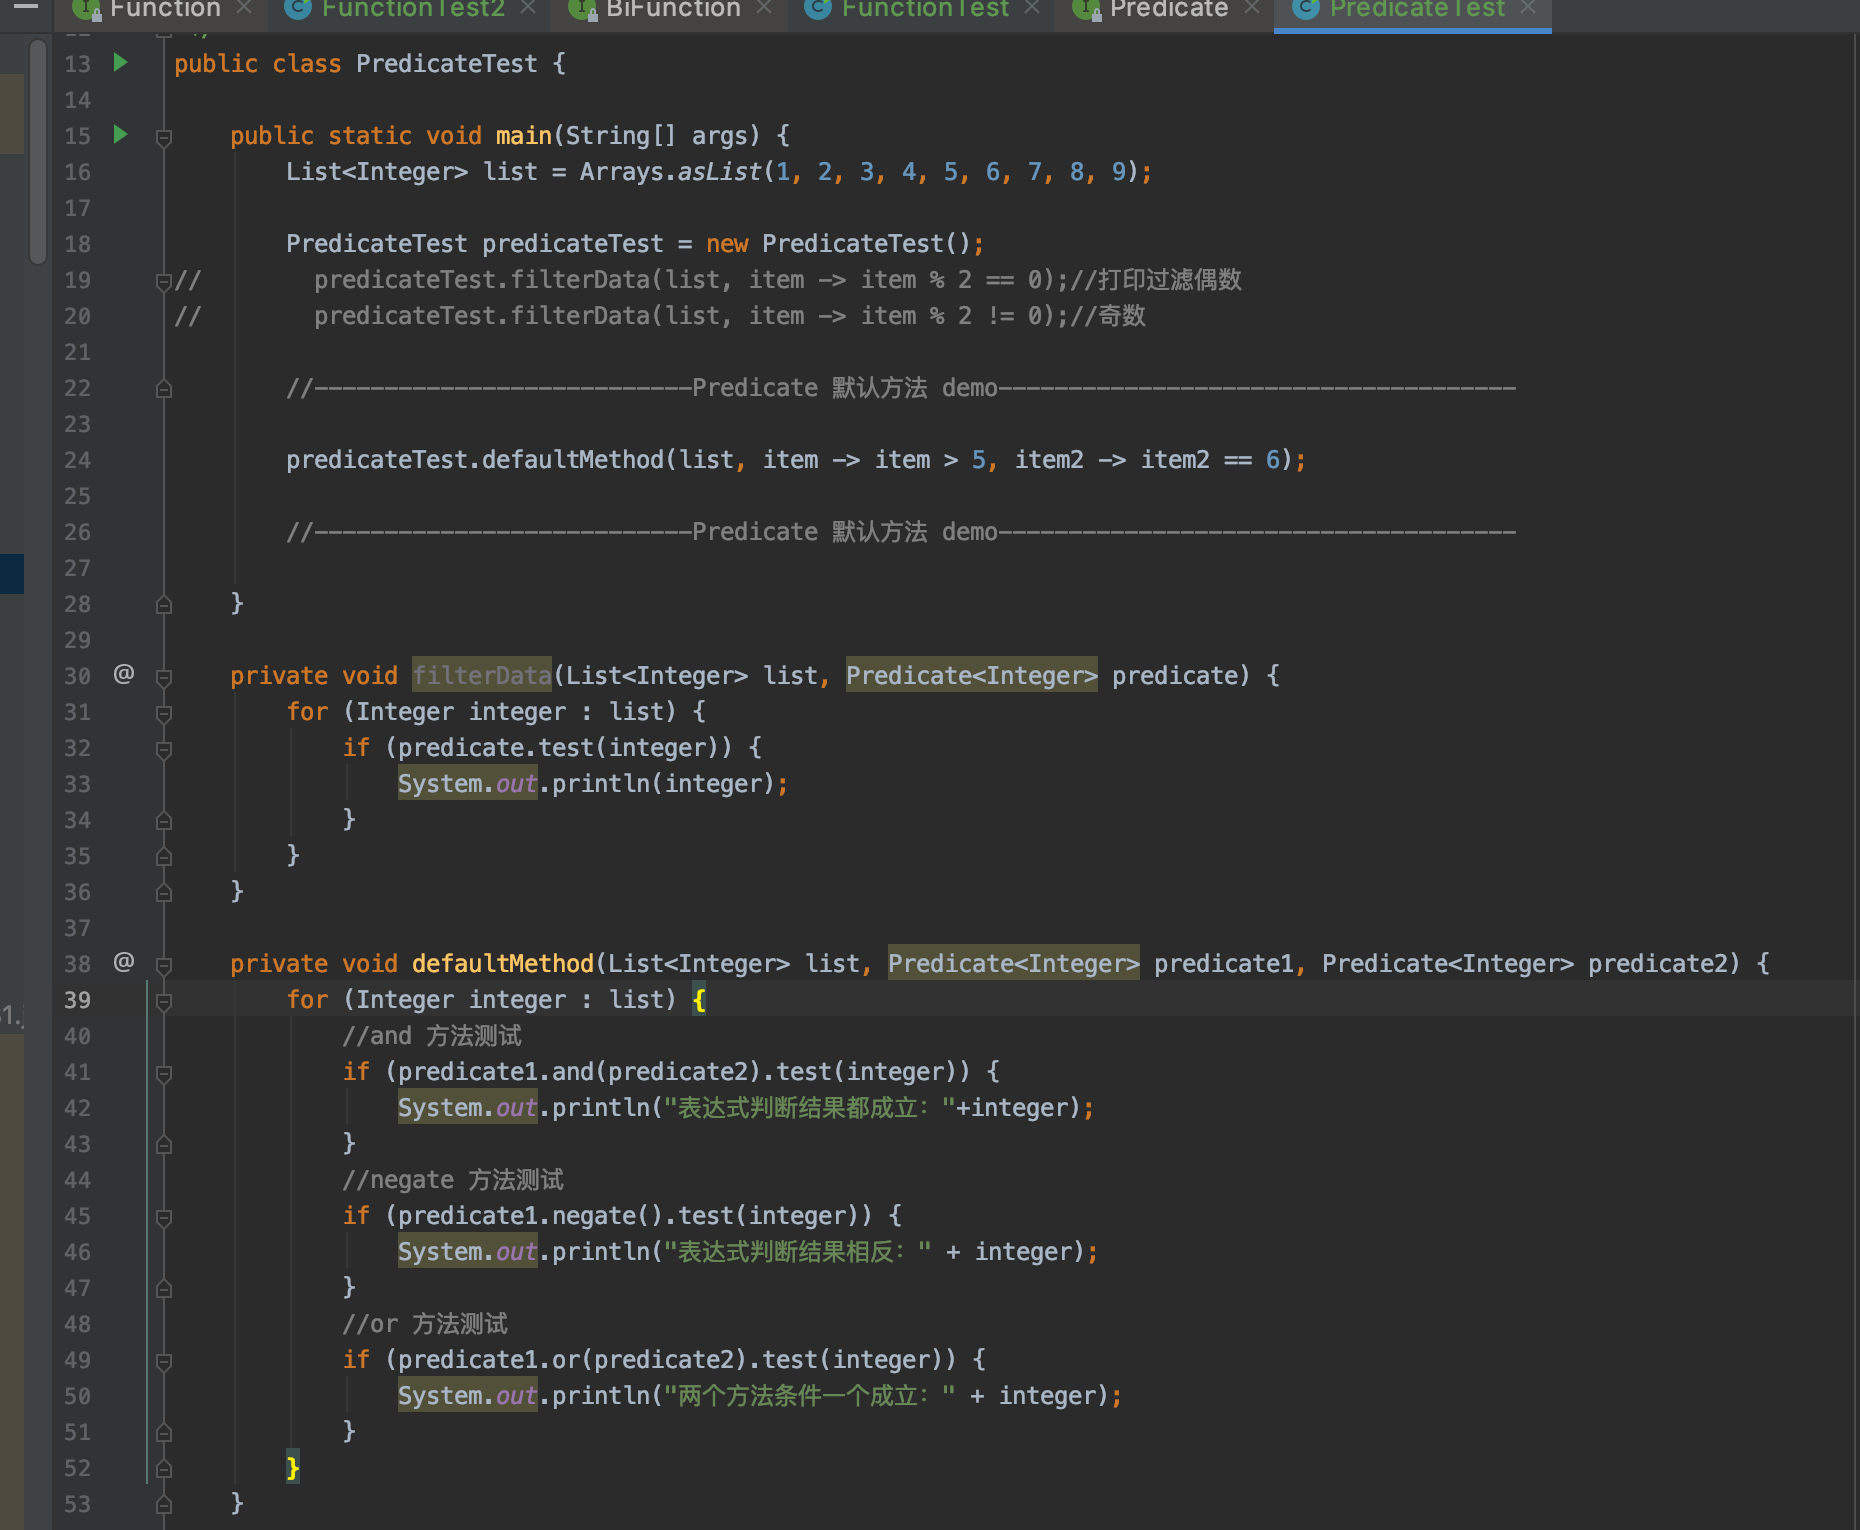 Function FunctionTest2 BiFunction FunctionTest Predicate PredicateTest
13 public class PredicateTest {
14
15 public static void main(String[] args) {
16 List<Integer> list = Arrays.asList(1, 2, 3, 4, 5, 6, 7, 8, 9);
17
18 PredicateTest predicateTest = new PredicateTest();
19 // predicateTest.filterData(list, item -> item % 2 == 0);//打印过滤偶数
20 // predicateTest.filterData(list, item -> item % 2 != 0);//奇数
21
22 //---------------------------Predicate 默认方法 demo-------------------------------------
23
24 predicateTest.defaultMethod(list, item -> item > 5, item2 -> item2 == 6);
25
26 //---------------------------Predicate 默认方法 demo-------------------------------------
27
28 }
29
30 @ private void filterData(List<Integer> list, Predicate<Integer> predicate) {
31 for (Integer integer : list) {
32 if (predicate.test(integer)) {
33 System.out.println(integer);
34 }
35 }
36 }
37
38 @ private void defaultMethod(List<Integer> list, Predicate<Integer> predicate1, Predicate<Integer> predicate2) {
39 for (Integer integer : list) {
40 //and 方法测试
41 if (predicate1.and(predicate2).test(integer)) {
42 System.out.println("表达式判断结果都成立："+integer);
43 }
44 //negate 方法测试
45 if (predicate1.negate().test(integer)) {
46 System.out.println("表达式判断结果相反：" + integer);
47 }
48 //or 方法测试
49 if (predicate1.or(predicate2).test(integer)) {
50 System.out.println("两个方法条件一个成立：" + integer);
51 }
52 }
53 }